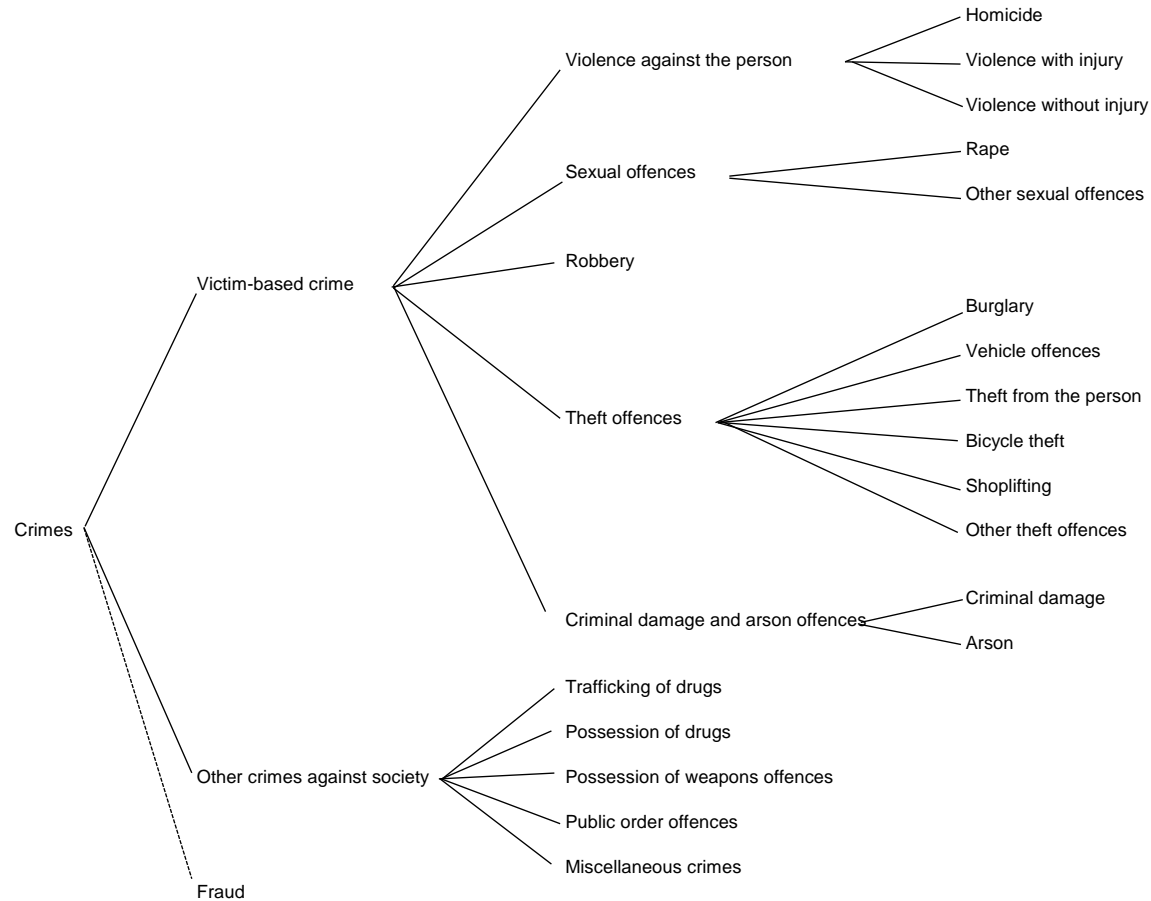 Homicide
Violence against the person
Violence with injury
Violence without injury
Rape
Sexual offences
Other sexual offences
Robbery
Victim-based crime
Burglary
Vehicle offences
Theft from the person
Theft offences
Bicycle theft
Shoplifting
Crimes
Other theft offences
Criminal damage
Criminal damage and arson offences
Arson
Trafficking of drugs
Possession of drugs
Other crimes against society
Possession of weapons offences
Public order offences
Miscellaneous crimes
Fraud